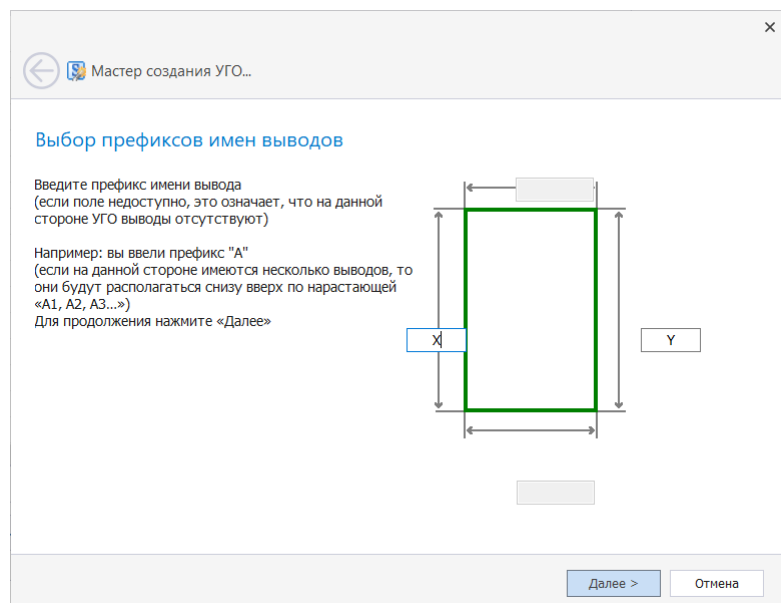 Мастер создания УГО...
Выбор префиксов имен выводов
Введите префикс имени вывода
(если поле недоступно, это означает, что на данной
стороне УГО выводы отсутствуют)
Например: вы ввели префикс "А"
(если на данной стороне имеются несколько выводов, то
они будут располагаться снизу вверх по нарастающей
«А1, А2, А3...»)
Для продолжения нажмите «Далее»
X
Y
Далее >
Отмена